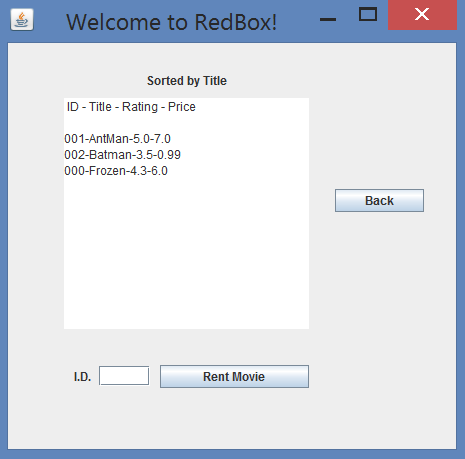 Welcome to RedBox!
Sorted by Title
ID - Title - Rating - Price
001-AntMan-5.0-7.0
002-Batman-3.5-0.99
000-Frozen-4.3-6.0
Back
I.D.
Rent Movie